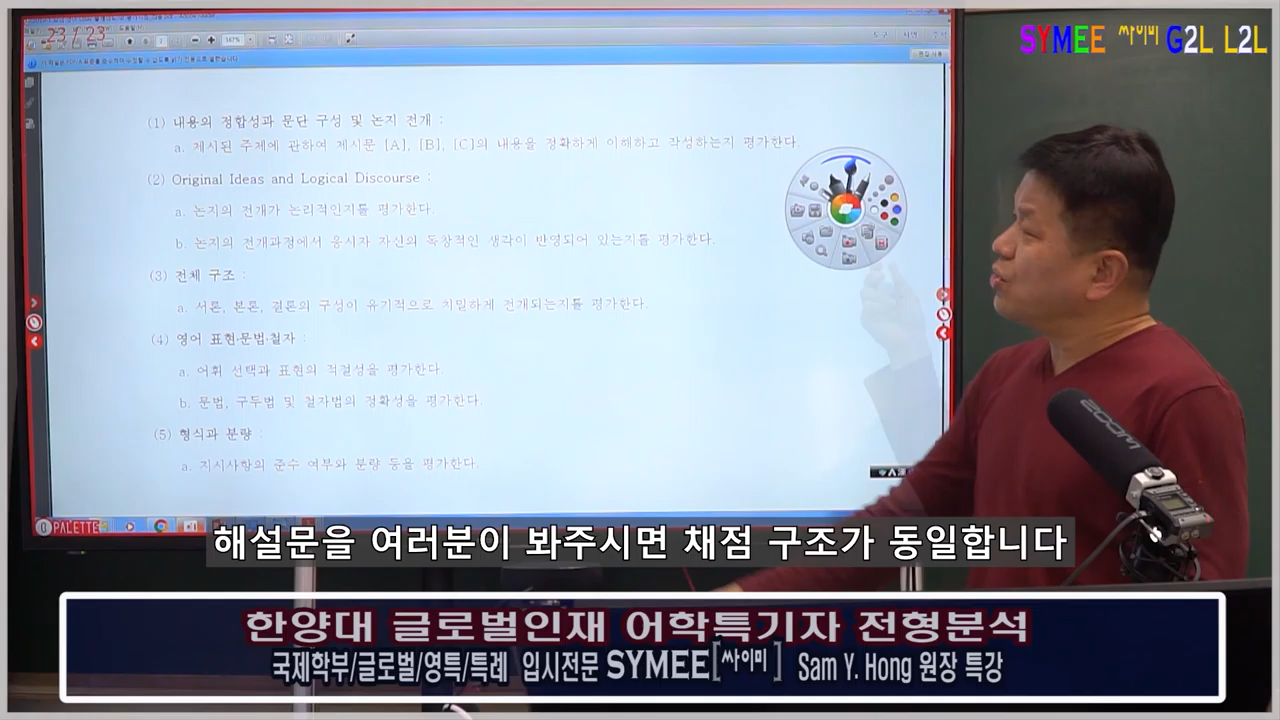 23 / 23
SYMEE 싸이미 G2L L2L
(1) 내용의 정합성과 문단 구성 및 논지 전개 :
a. 제시된 주제에 관하여 제시문 [A], [B], [C]의 내용을 정확하게 이해하고 작성하는지 평가한다.
(2) Original Ideas and Logical Discourse :
a. 논지의 전개가 논리적인지를 평가한다.
b. 논지의 전개과정에서 응시자 자신의 독창적인 생각이 반영되어 있는지를 평가한다.
(3) 전체 구조 :
a. 서론, 본론, 결론의 구성이 유기적으로 치밀하게 전개되는지를 평가한다.
(4) 영어 표현·문법·철자 :
a. 어휘 선택과 표현의 적절성을 평가한다.
b. 문법, 구두법 및 철자법의 정확성을 평가한다.
(5) 형식과 분량 :
a. 지시사항의 준수 여부와 분량 등을 평가한다.
PALETTE
ZOOM
해설문을 여러분이 봐주시면 채점 구조가 동일합니다
한양대 글로벌인재 어학특기자 전형분석
국제학부/글로벌/영특/특례 입시전문 SYMEE[싸이미] Sam Y. Hong 원장 특강